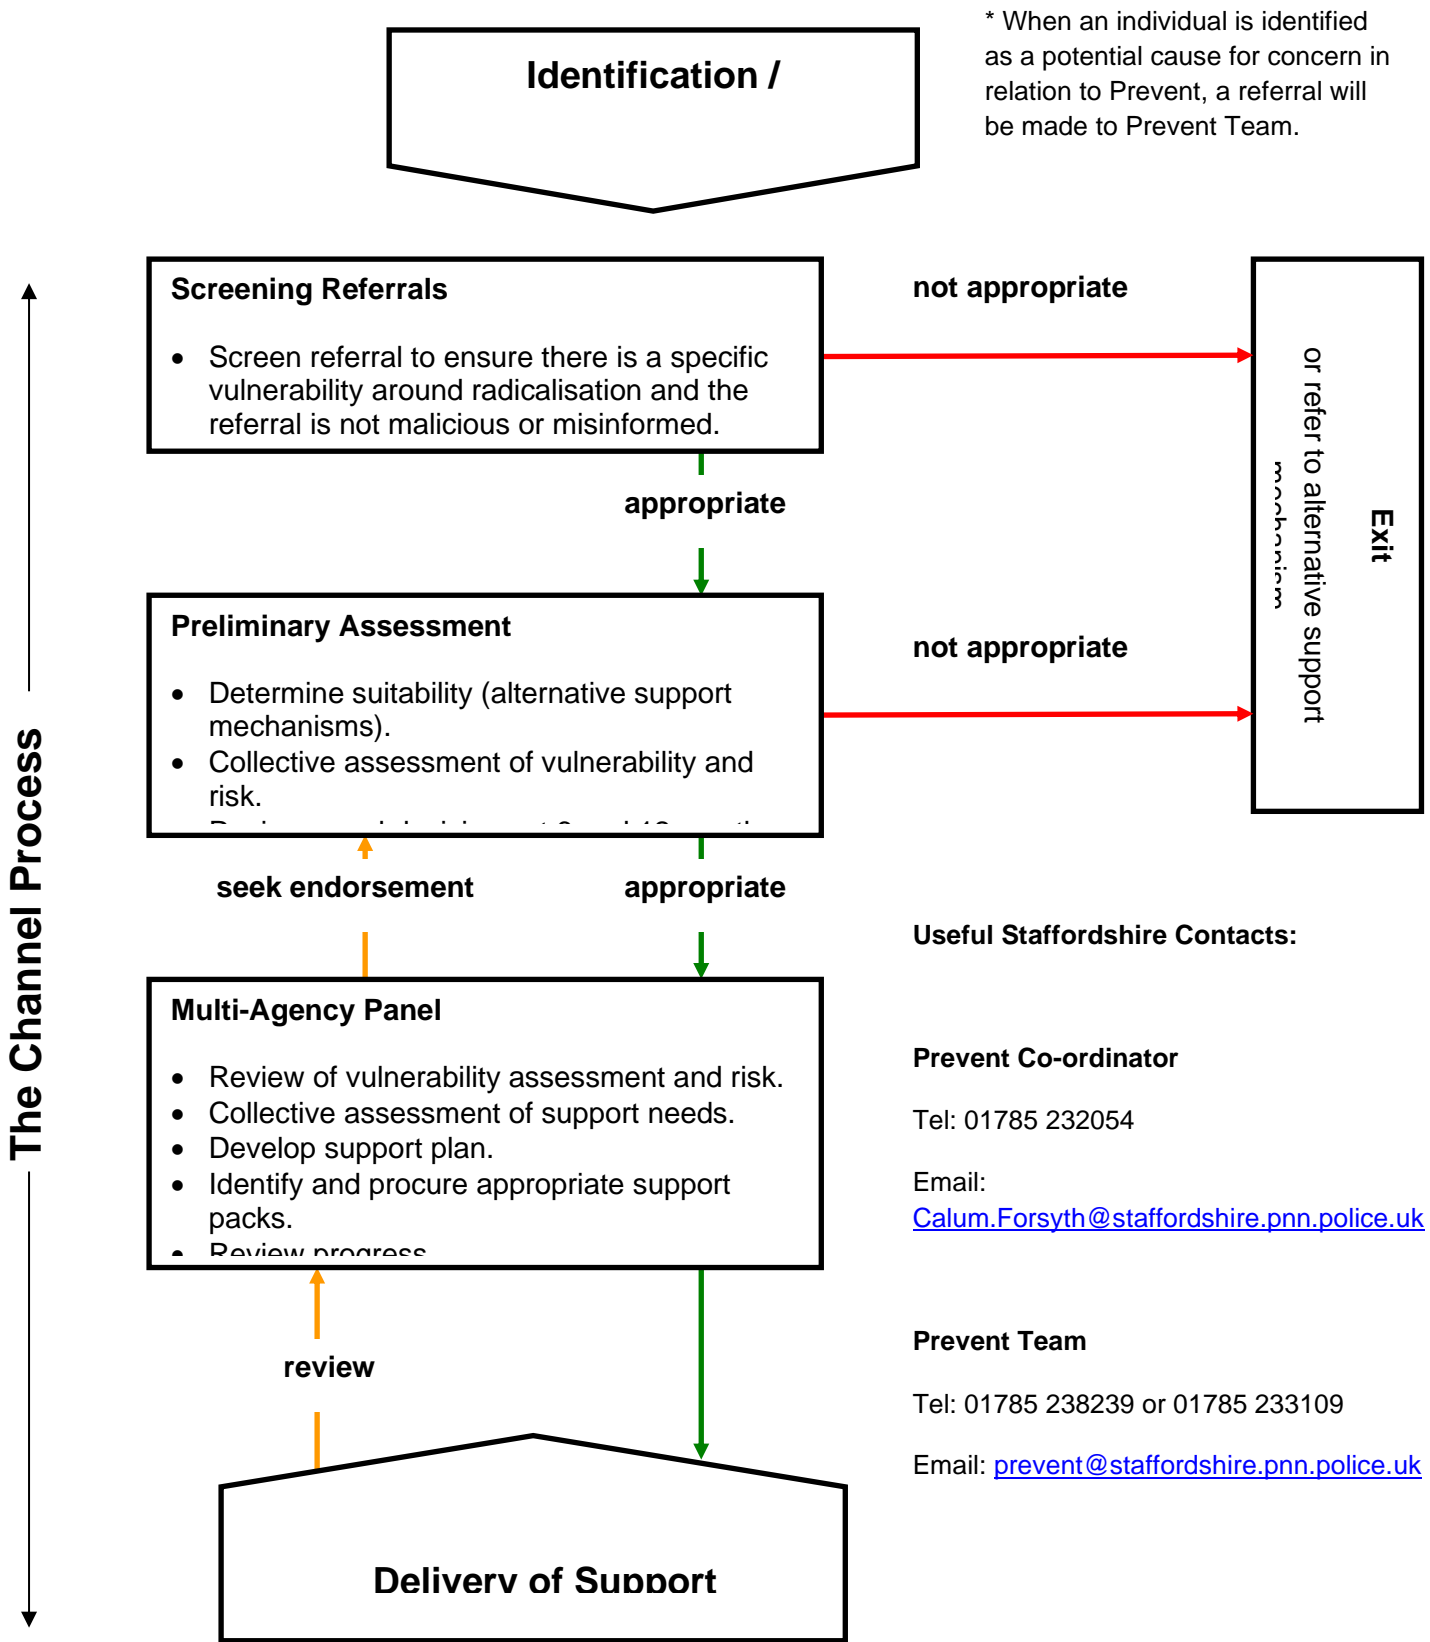 Identification /
* When an individual is identified
as a potential cause for concern in
relation to Prevent, a referral will
be made to Prevent Team.
The Channel Process
Screening Referrals
• Screen referral to ensure there is a specific
vulnerability around radicalisation and the
referral is not malicious or misinformed.
not appropriate
appropriate
Exit
or refer to alternative support
mechanism
Preliminary Assessment
• Determine suitability (alternative support
mechanisms).
• Collective assessment of vulnerability and
risk.
not appropriate
seek endorsement
appropriate
Multi-Agency Panel
• Review of vulnerability assessment and risk.
• Collective assessment of support needs.
• Develop support plan.
• Identify and procure appropriate support
packs.
• Review progress
review
Delivery of Support
Useful Staffordshire Contacts:
Prevent Co-ordinator
Tel: 01785 232054
Email:
Calum.Forsyth@staffordshire.pnn.police.uk
Prevent Team
Tel: 01785 238239 or 01785 233109
Email: prevent@staffordshire.pnn.police.uk